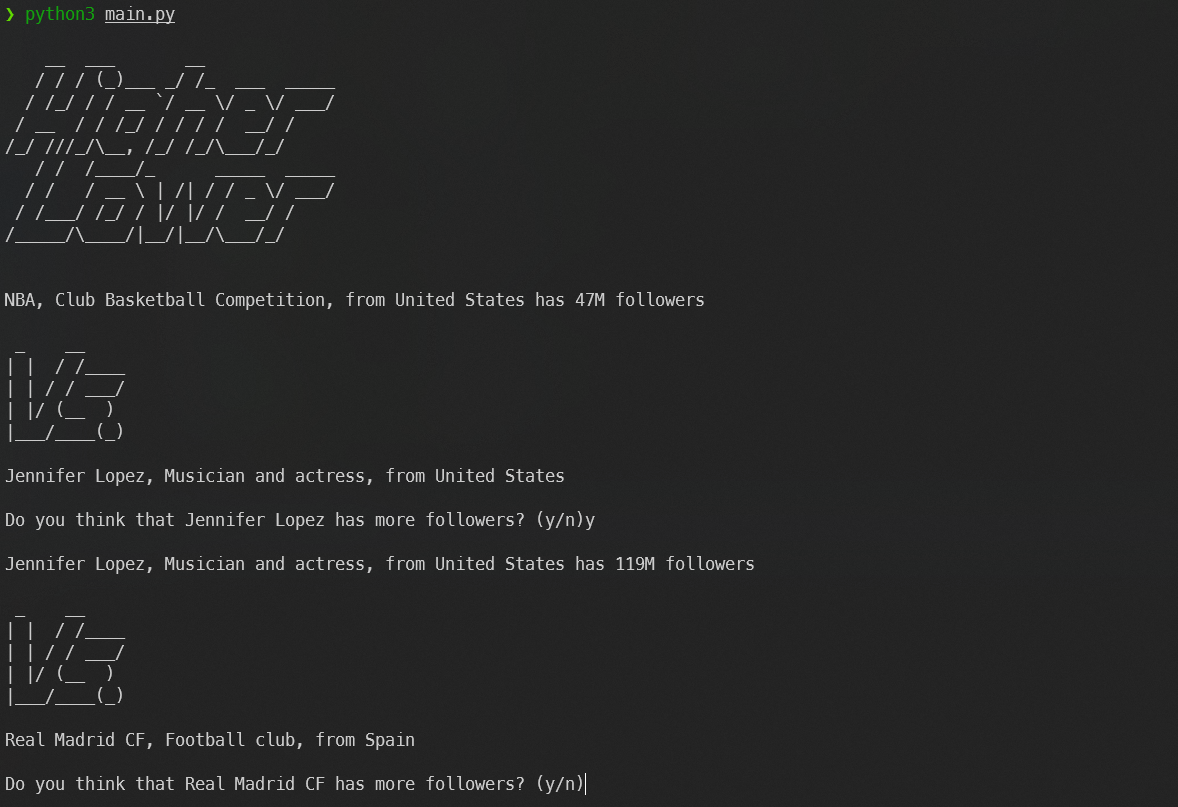 ❯ python3 main.py
    __  ___       __
   / / / (_)___ _/ /_  ___  _____
  / /_/ / / __ `/ __ \/ _ \/ ___/
 / __  / / /_/ / / / /  __/ /
/_/ ///_/\__, /_/ /_/\___/_/
   / /  /____/_      _____  _____
  / /   / __ \ | /| / / _ \/ ___/
 / /___/ /_/ / |/ |/ /  __/ /
/_____/\____/|__/|__/\___/_/
NBA, Club Basketball Competition, from United States has 47M followers
 _    __
| |  / /____
| | / / ___/
| |/ (__  )
|___/____(_)
Jennifer Lopez, Musician and actress, from United States
Do you think that Jennifer Lopez has more followers? (y/n)y
Jennifer Lopez, Musician and actress, from United States has 119M followers
 _    __
| |  / /____
| | / / ___/
| |/ (__  )
|___/____(_)
Real Madrid CF, Football club, from Spain
Do you think that Real Madrid CF has more followers? (y/n)